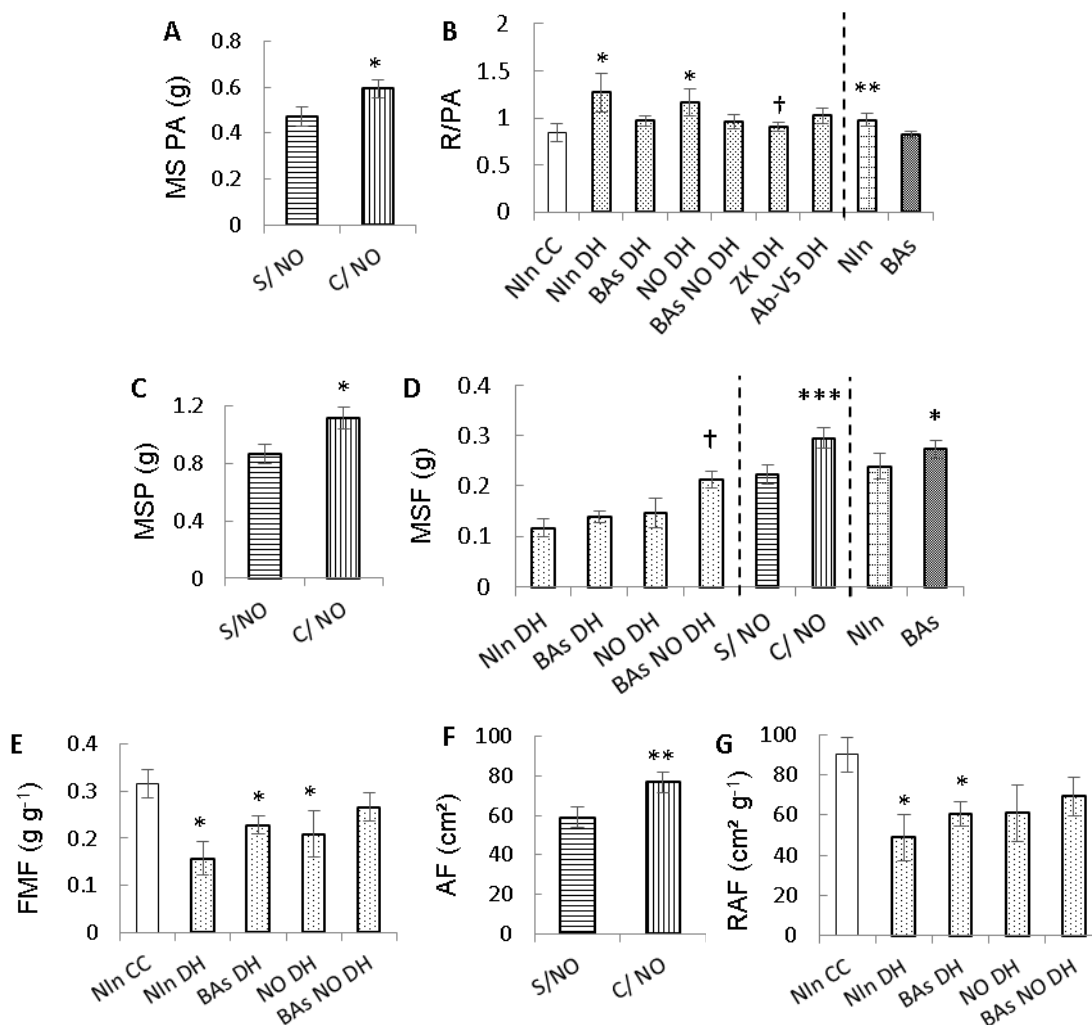 A
MS PA (g)
0.8
0.6
0.4
0.2
0
*
S/ NO
C/ NO
B
R/PA
2
1.5
1
0.5
0
*
*
†
**
NIn CC
NIn DH
BAs DH
NO DH
BAs NO DH
ZK DH
Ab-V5 DH
NIn
BAs
C
MSP (g)
1.2
0.8
0.4
0
*
S/NO
C/ NO
D
MSF (g)
0.4
0.3
0.2
0.1
0
†
***
*
NIn DH
BAs DH
NO DH
BAs NO DH
S/ NO
C/ NO
NIn
BAs
E
FMF (g g⁻¹)
0.4
0.3
0.2
0.1
0
*
*
*
NIn CC
NIn DH
BAs DH
NO DH
BAs NO DH
F
AF (cm²)
100
80
60
40
20
0
**
S/NO
C/ NO
G
RAF (cm² g⁻¹)
100
80
60
40
20
0
*
*
NIn CC
NIn DH
BAs DH
NO DH
BAs NO DH